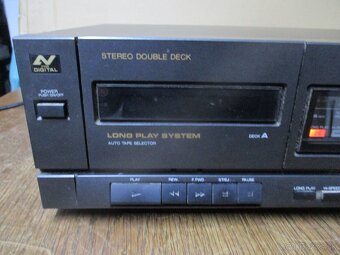 STEREO DOUBLE DECK
DIGITAL
POWER
PUSH ON/OFF
LONG PLAY SYSTEM
DECK A
AUTO TAPE SELECTOR
PLAY
REW.
F.FWD
PAUSE
LONG PLAY